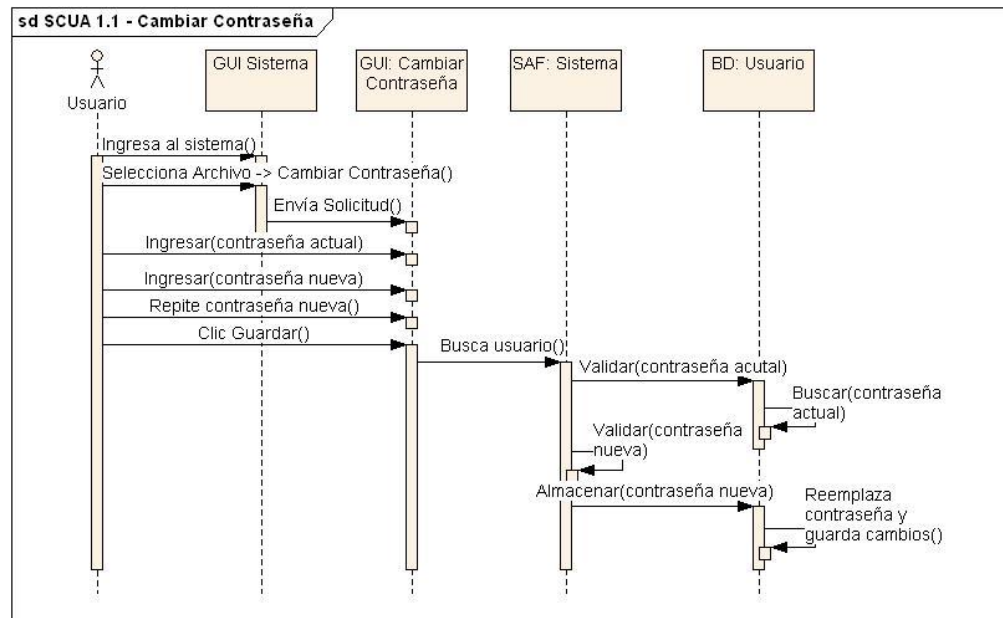 sd SCUA 1.1 - Cambiar Contraseña
Usuario
GUI Sistema
GUI: Cambiar
Contraseña
SAF: Sistema
BD: Usuario
Ingresa al sistema()
Selecciona Archivo -> Cambiar Contraseña()
Envía Solicitud()
Ingresar(contraseña actual)
Ingresar(contraseña nueva)
Repite contraseña nueva()
Clic Guardar()
Busca usuario()
Validar(contraseña acutal)
Buscar(contraseña
actual)
Validar(contraseña
nueva)
Almacenar(contraseña nueva)
Reemplaza
contraseña y
guarda cambios()